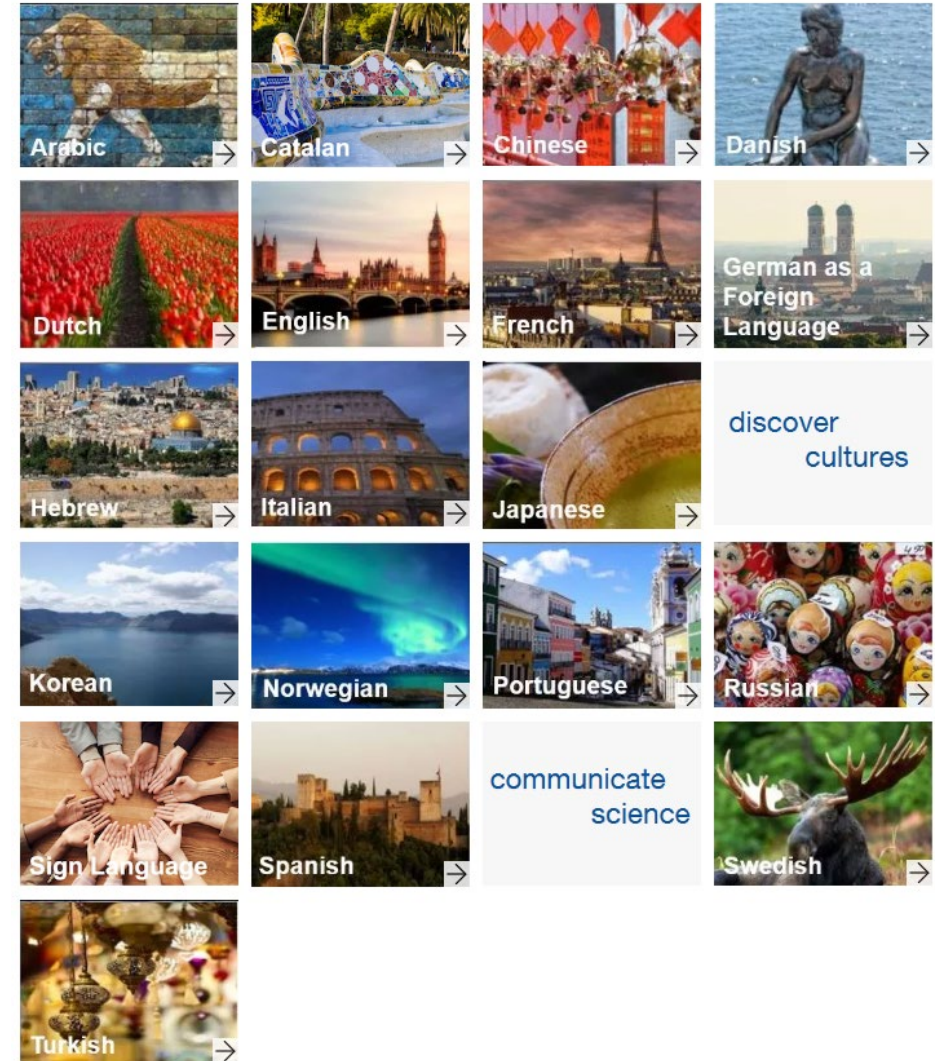 Arabic
Catalan
Chinese
Danish
Dutch
English
French
German as a
Foreign
Language
Hebrew
Italian
Japanese
discover
cultures
Korean
Norwegian
Portuguese
Russian
Sign Language
Spanish
communicate
science
Swedish
Turkish